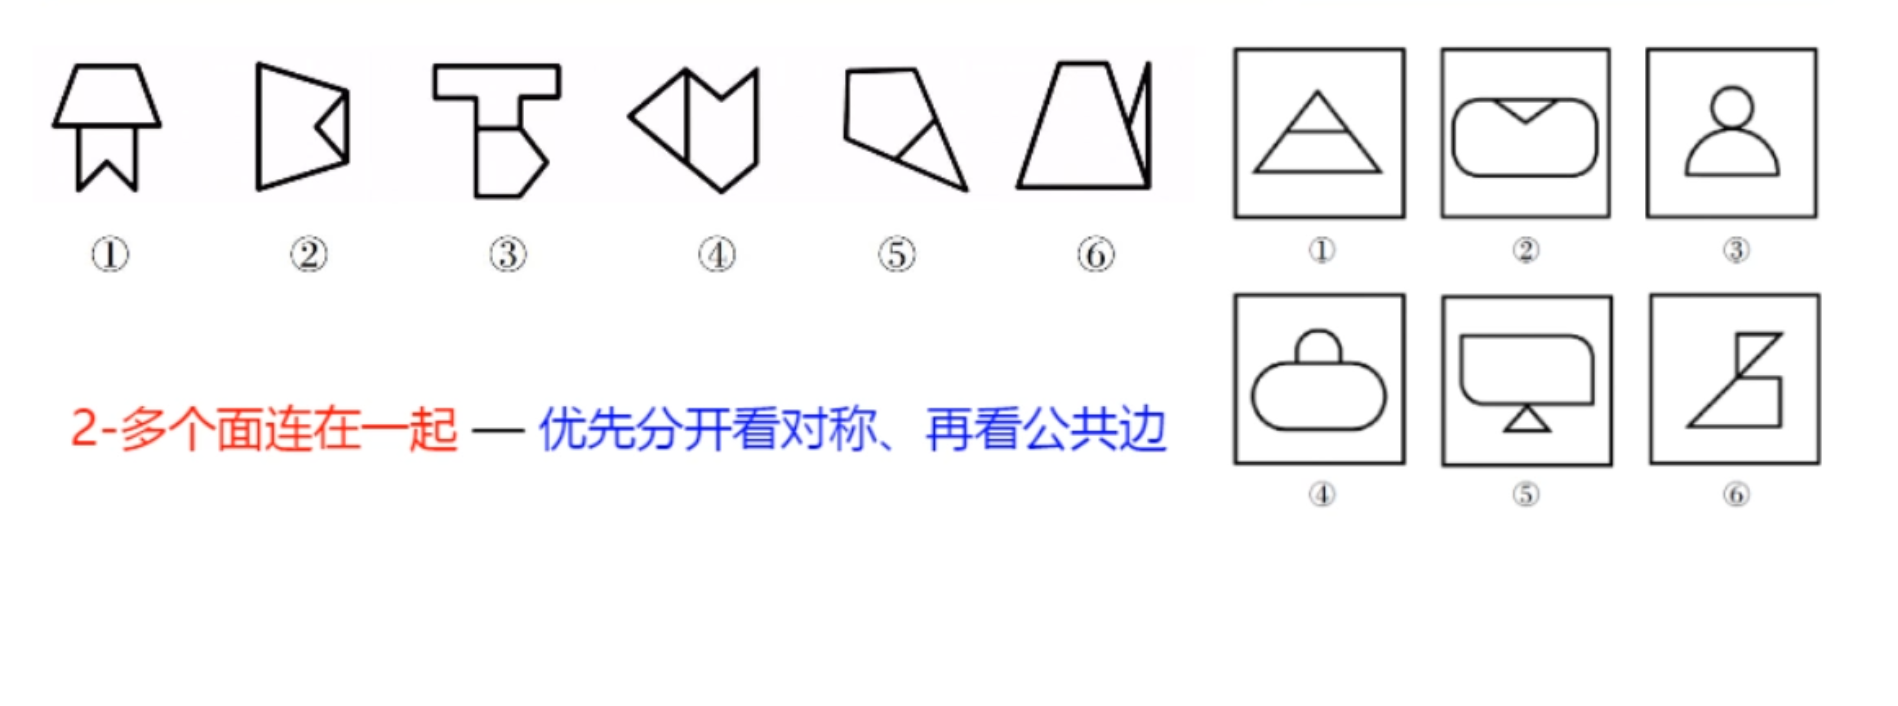 ① ② ③ ④ ⑤ ⑥
① ② ③
2-多个面连在一起 — 优先分开看对称、再看公共边
④ ⑤ ⑥